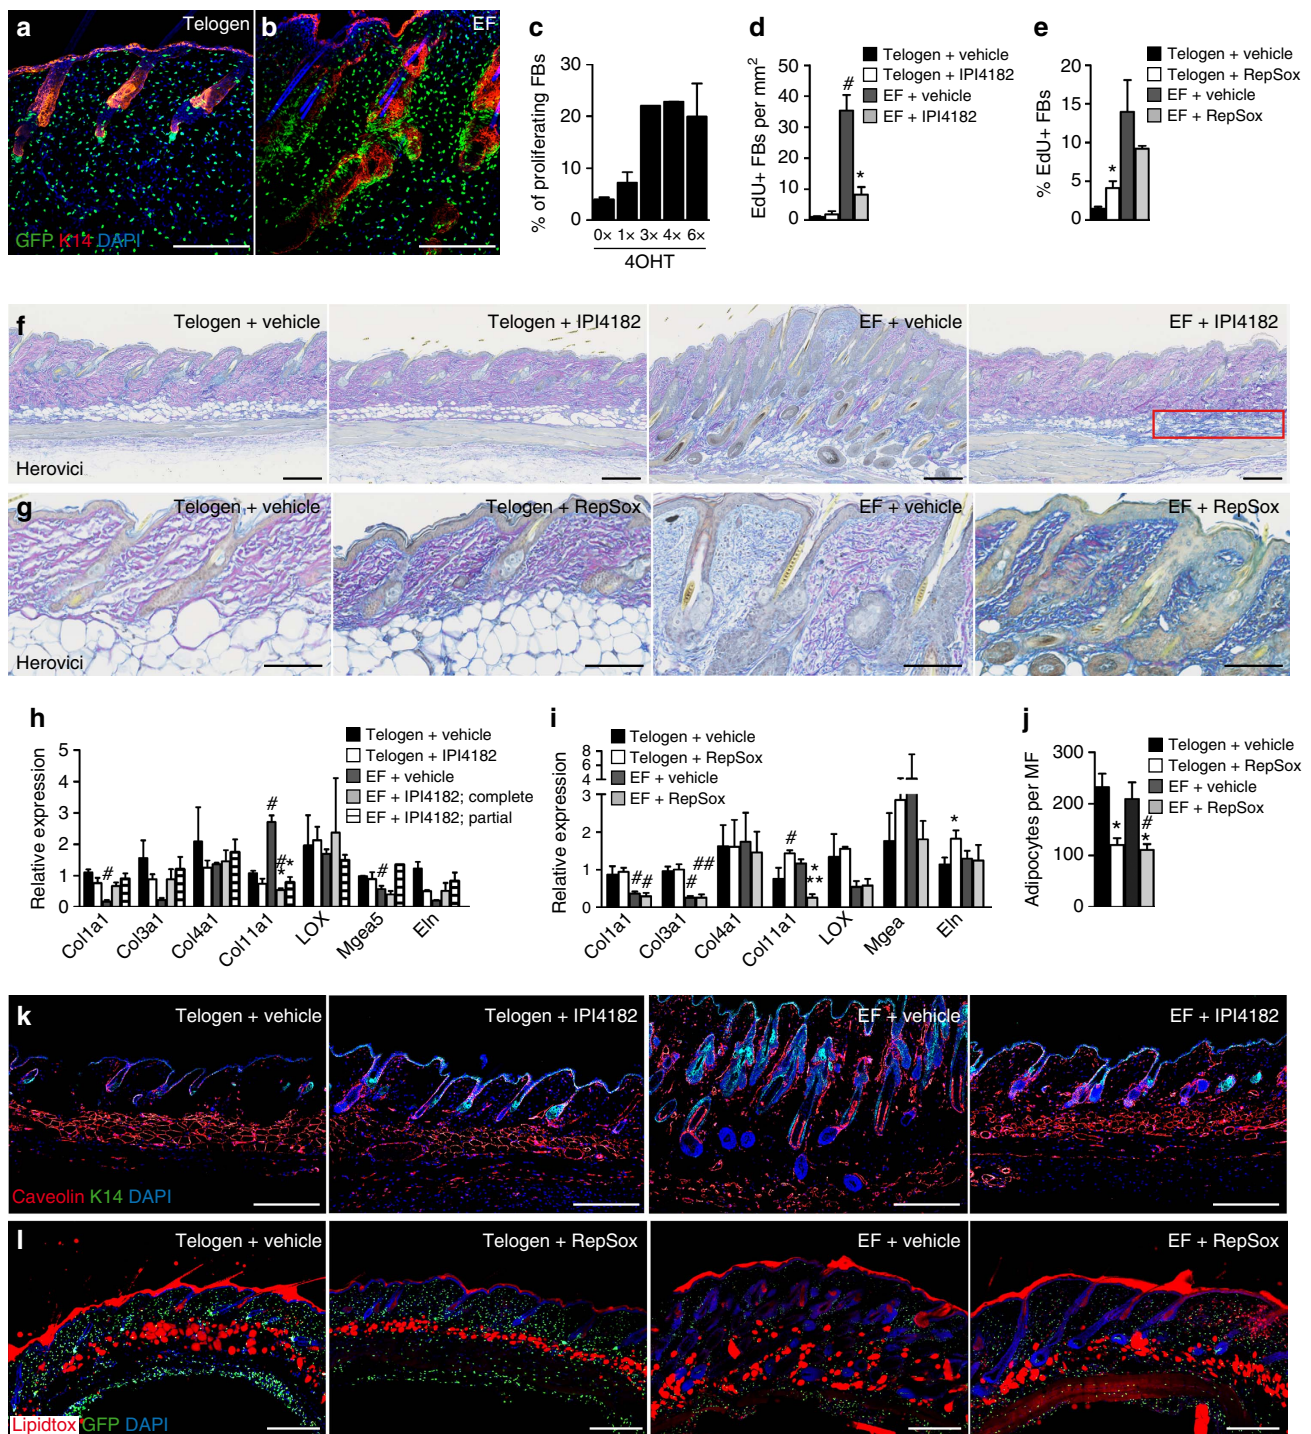 a
Telogen
GFP K14 DAPI
b
EF
c
% of proliferating FBs
30
20
10
0
0× 1× 3× 4× 6×
4OHT
d
Telogen + vehicle
Telogen + IPI4182
EF + vehicle
EF + IPI4182
EdU+ FBs per mm²
50
40
30
20
10
0
#
*
e
Telogen + vehicle
Telogen + RepSox
EF + vehicle
EF + RepSox
% EdU+ FBs
20
15
10
5
0
*
f
Telogen + vehicle
Telogen + IPI4182
EF + vehicle
EF + IPI4182
Herovici
g
Telogen + vehicle
Telogen + RepSox
EF + vehicle
EF + RepSox
Herovici
h
Telogen + vehicle
Telogen + IPI4182
EF + vehicle
EF + IPI4182; complete
EF + IPI4182; partial
Relative expression
5
4
3
2
1
0
#
#
#
*
*
#
Col1a1
Col3a1
Col4a1
Col11a1
LOX
Mgea5
Eln
i
Telogen + vehicle
Telogen + RepSox
EF + vehicle
EF + RepSox
Relative expression
8
6
4
3
2
1
0
##
##
#
#
*
**
*
Col1a1
Col3a1
Col4a1
Col11a1
LOX
Mgea
Eln
j
Telogen + vehicle
Telogen + RepSox
EF + vehicle
EF + RepSox
Adipocytes per MF
300
200
100
0
*
#
*
k
Telogen + vehicle
Telogen + IPI4182
EF + vehicle
EF + IPI4182
Caveolin K14 DAPI
l
Telogen + vehicle
Telogen + RepSox
EF + vehicle
EF + RepSox
Lipidtox GFP DAPI